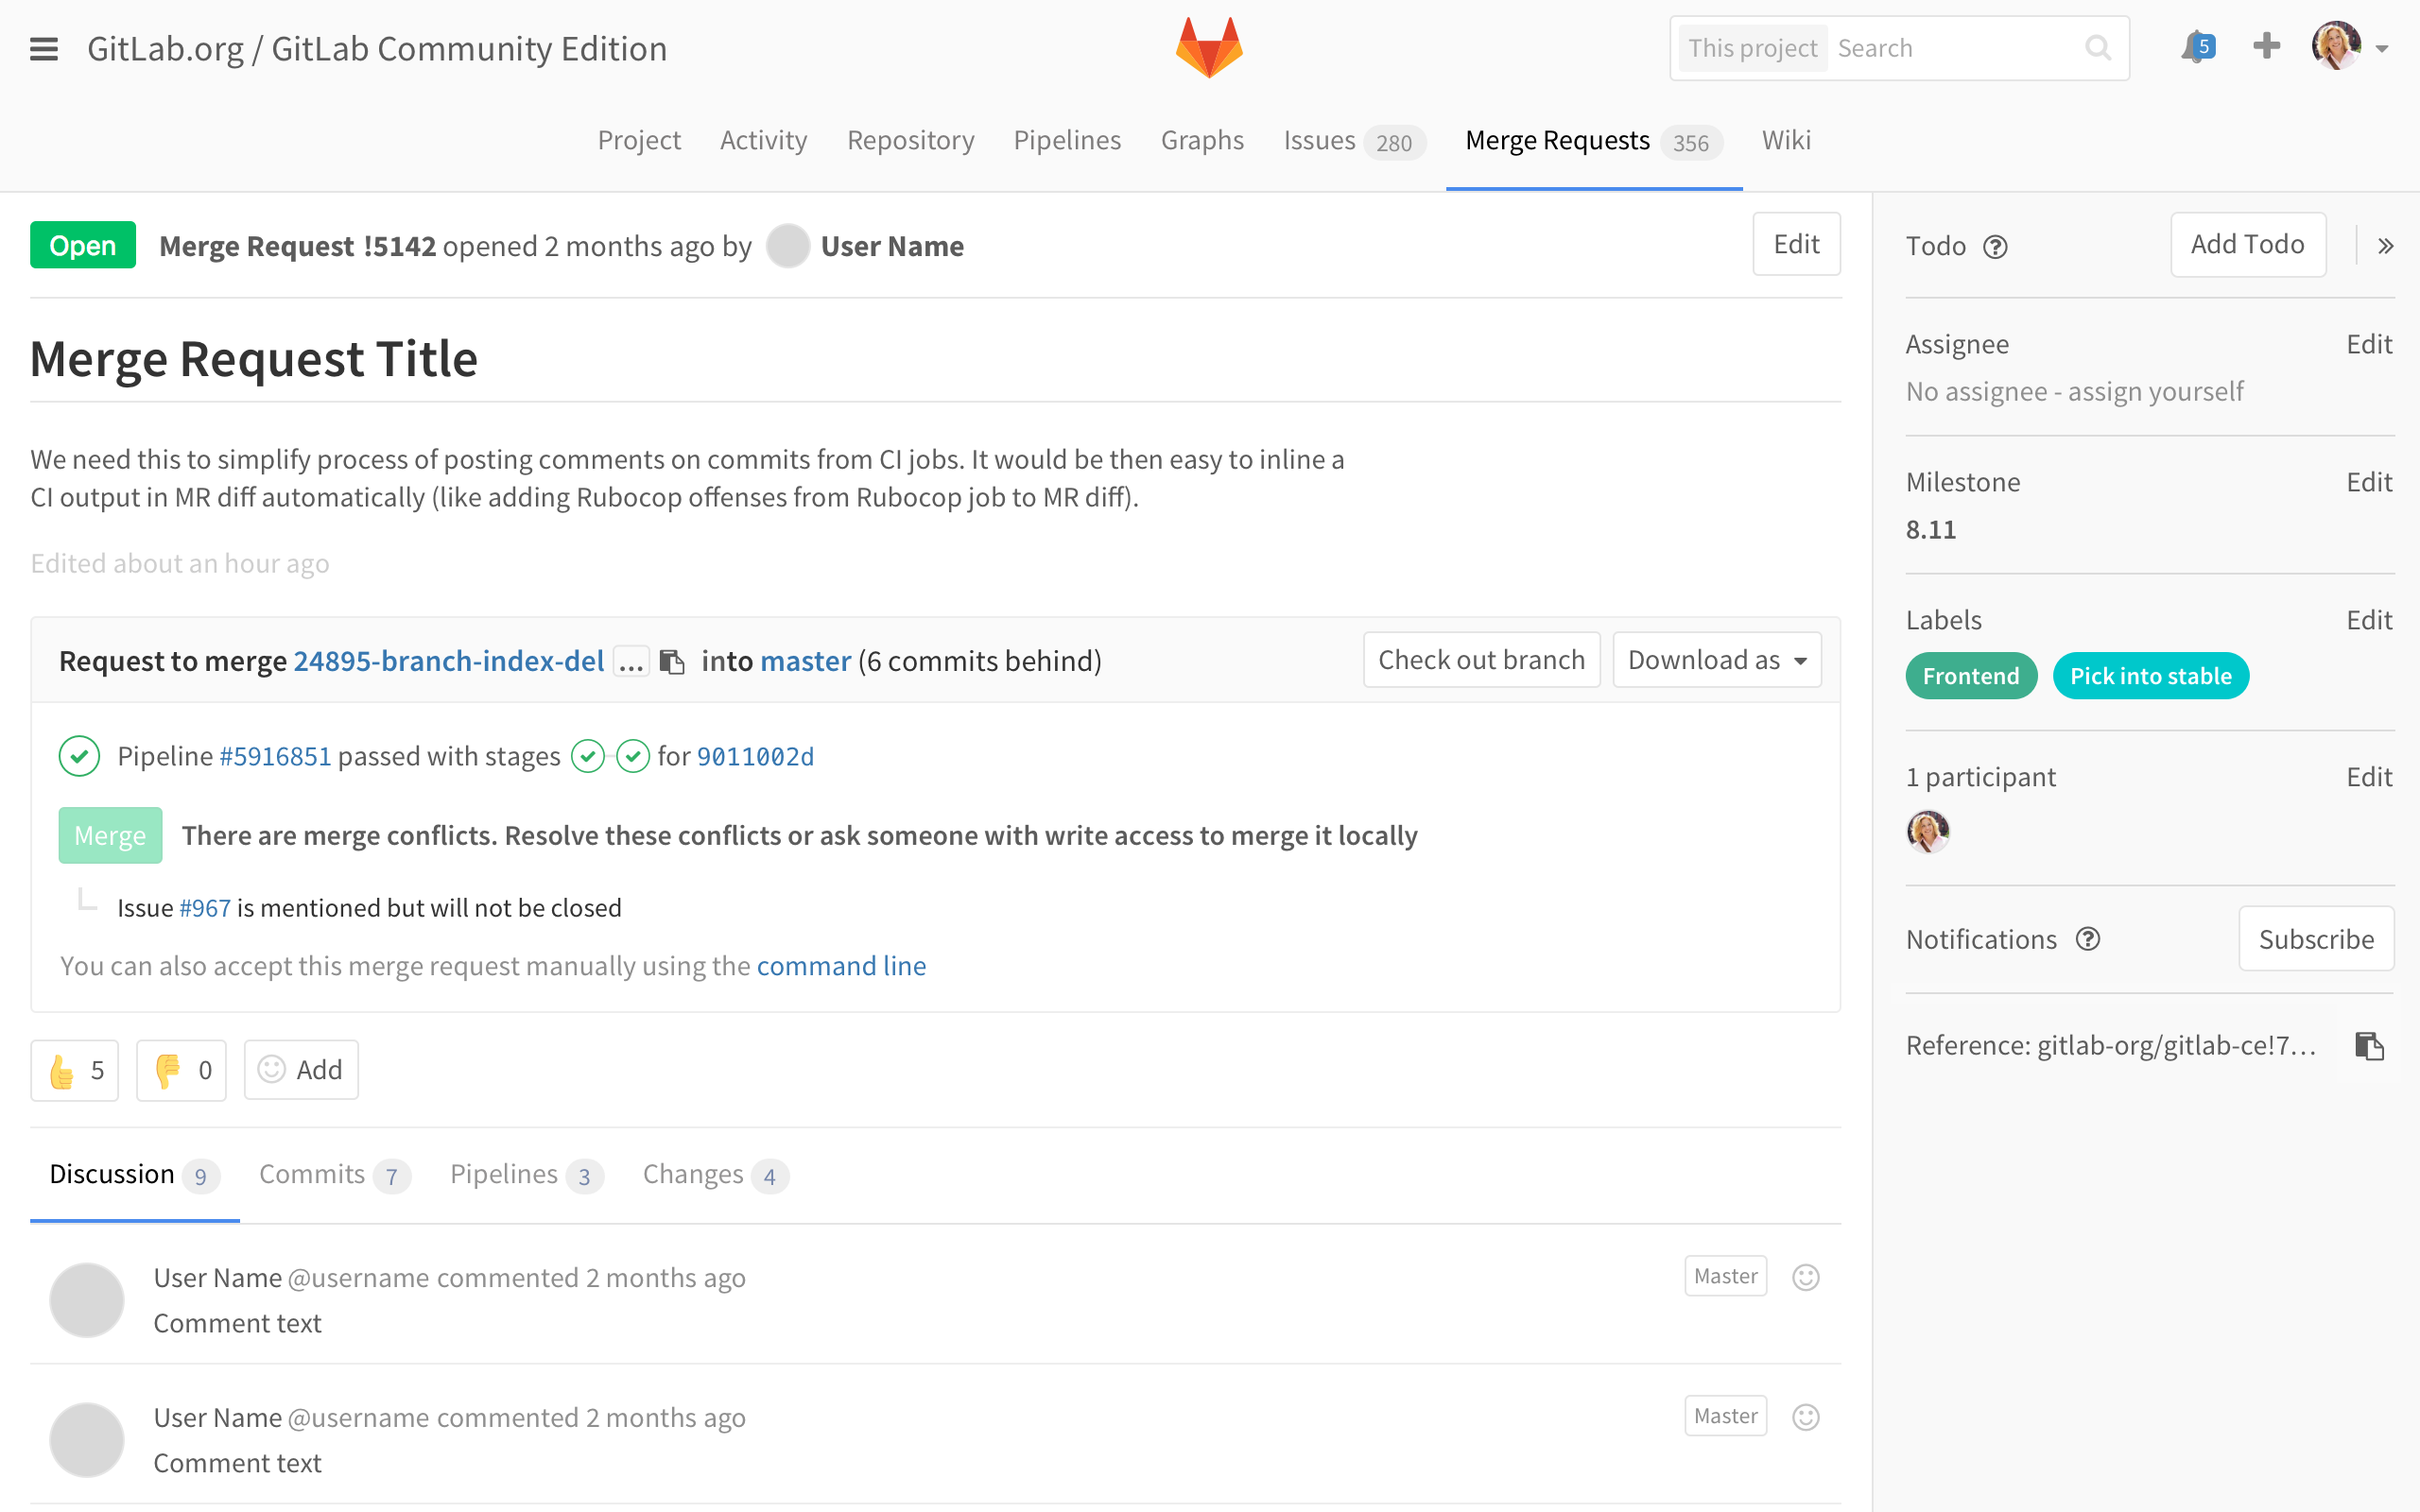 GitLab.org / GitLab Community Edition
This project Search
5
Project Activity Repository Pipelines Graphs Issues 280 Merge Requests 356 Wiki
Open Merge Request !5142 opened 2 months ago by User Name Edit
Merge Request Title
We need this to simplify process of posting comments on commits from CI jobs. It would be then easy to inline a
CI output in MR diff automatically (like adding Rubocop offenses from Rubocop job to MR diff).
Edited about an hour ago
Request to merge 24895-branch-index-del ... into master (6 commits behind) Check out branch Download as
Pipeline #5916851 passed with stages for 9011002d
Merge There are merge conflicts. Resolve these conflicts or ask someone with write access to merge it locally
Issue #967 is mentioned but will not be closed
You can also accept this merge request manually using the command line
5 0 Add
Discussion 9 Commits 7 Pipelines 3 Changes 4
User Name @username commented 2 months ago Master
Comment text
User Name @username commented 2 months ago Master
Comment text
Todo ? Add Todo »
Assignee Edit
No assignee - assign yourself
Milestone Edit
8.11
Labels Edit
Frontend Pick into stable
1 participant Edit
Notifications ? Subscribe
Reference: gitlab-org/gitlab-ce!7...